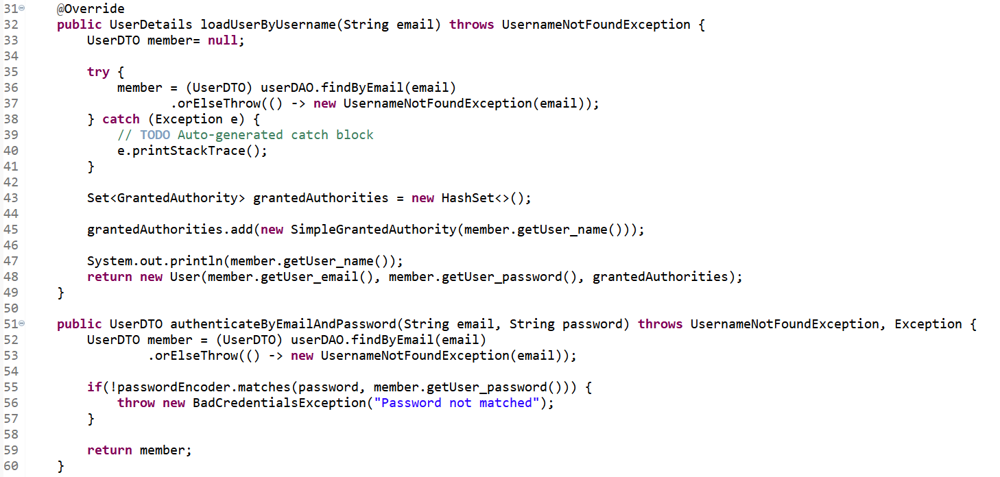 31 @Override
32 public UserDetails loadUserByUsername(String email) throws UsernameNotFoundException {
33 UserDTO member= null;
34
35 try {
36 member = (UserDTO) userDAO.findByEmail(email)
37 .orElseThrow(() -> new UsernameNotFoundException(email));
38 } catch (Exception e) {
39 // TODO Auto-generated catch block
40 e.printStackTrace();
41 }
42
43 Set<GrantedAuthority> grantedAuthorities = new HashSet<>();
44
45 grantedAuthorities.add(new SimpleGrantedAuthority(member.getUser_name()));
46
47 System.out.println(member.getUser_name());
48 return new User(member.getUser_email(), member.getUser_password(), grantedAuthorities);
49 }
50
51 public UserDTO authenticateByEmailAndPassword(String email, String password) throws UsernameNotFoundException, Exception {
52 UserDTO member = (UserDTO) userDAO.findByEmail(email)
53 .orElseThrow(() -> new UsernameNotFoundException(email));
54
55 if(!passwordEncoder.matches(password, member.getUser_password())) {
56 throw new BadCredentialsException("Password not matched");
57 }
58
59 return member;
60 }